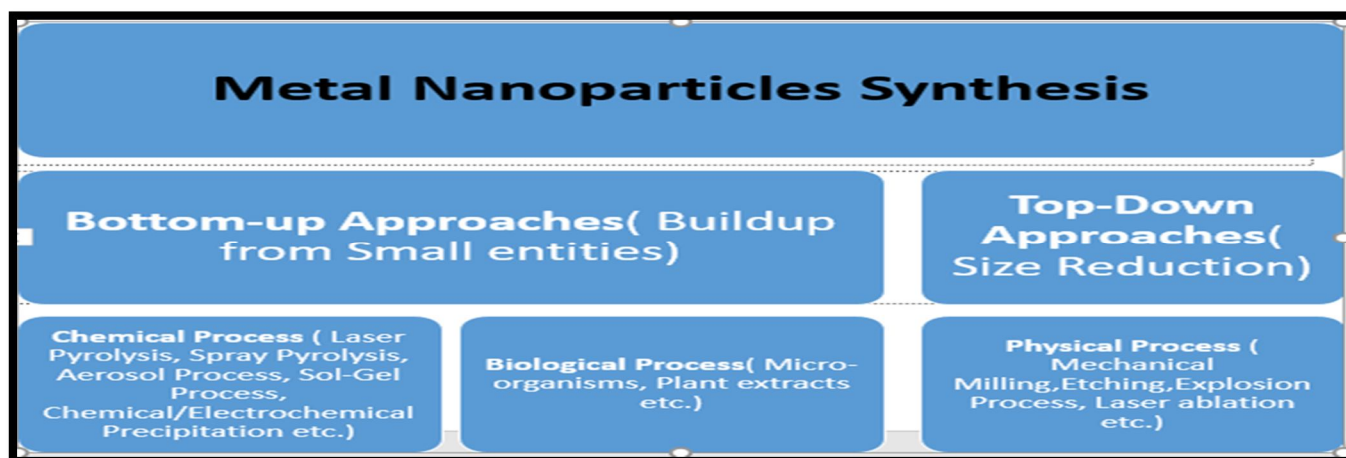 Metal Nanoparticles Synthesis
Bottom-up Approaches( Buildup
from Small entities)
Top-Down
Approaches(
Size Reduction)
Chemical Process ( Laser
Pyrolysis, Spray Pyrolysis,
Aerosol Process, Sol-Gel
Process,
Chemical/Electrochemical
Precipitation etc.)
Biological Process( Micro-
organisms, Plant extracts
etc.)
Physical Process (
Mechanical
Milling,Etching,Explosion
Process, Laser ablation
etc.)